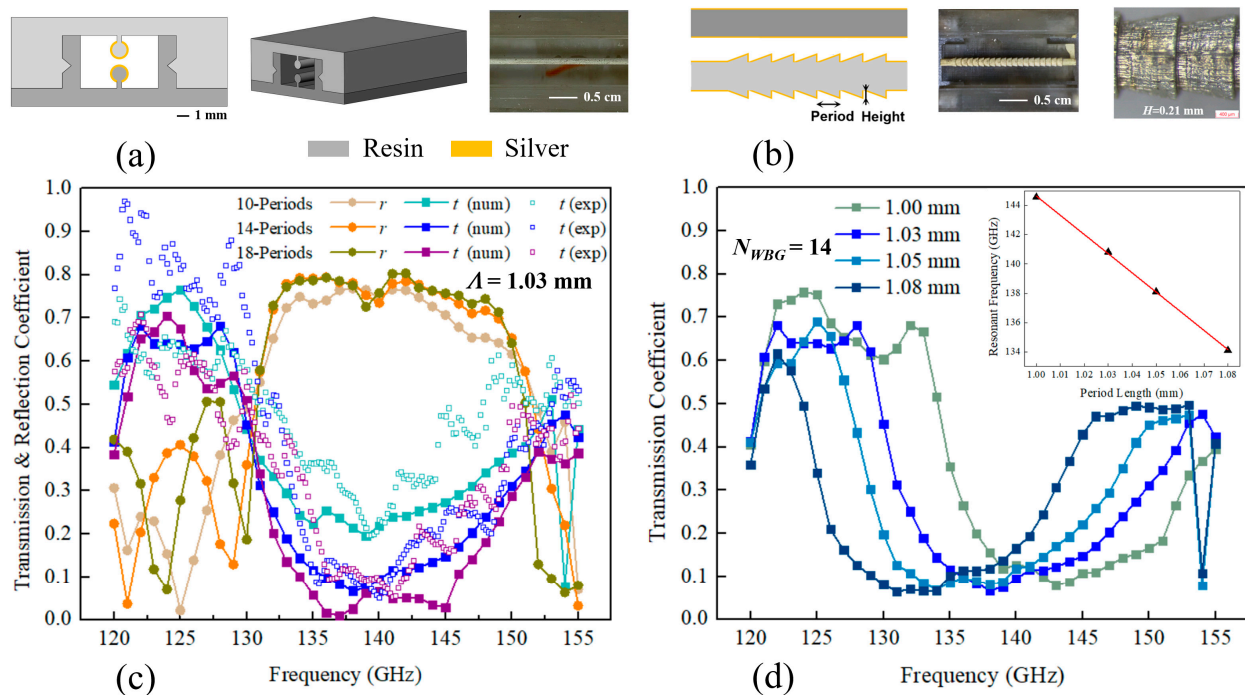 (a)
1 mm
0.5 cm
Resin
Silver
(b)
Period
Height
0.5 cm
H=0.21 mm
400 μm
(c)
Transmission & Reflection Coefficient
1.0
0.9
0.8
0.7
0.6
0.5
0.4
0.3
0.2
0.1
0.0
10-Periods r t (num) t (exp)
14-Periods r t (num) t (exp)
18-Periods r t (num) t (exp)
Λ = 1.03 mm
120 125 130 135 140 145 150 155
Frequency (GHz)
(d)
Transmission Coefficient
1.0
0.9
0.8
0.7
0.6
0.5
0.4
0.3
0.2
0.1
0.0
N_WBG = 14
1.00 mm
1.03 mm
1.05 mm
1.08 mm
Resonant Frequency (GHz)
144
142
140
138
136
134
1.00 1.01 1.02 1.03 1.04 1.05 1.06 1.07 1.08
Period Length (mm)
120 125 130 135 140 145 150 155
Frequency (GHz)